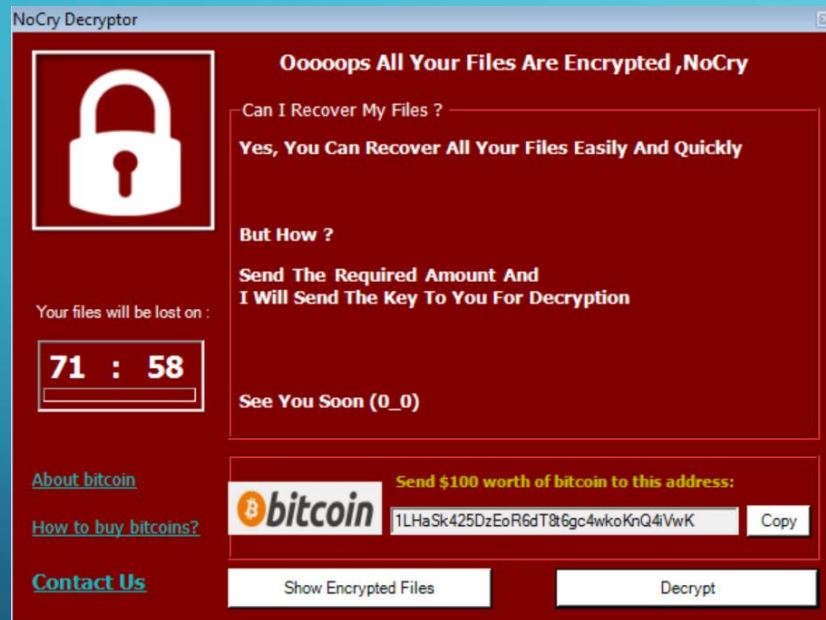 NoCry Decryptor
Ooooops All Your Files Are Encrypted ,NoCry
Can I Recover My Files ?
Yes, You Can Recover All Your Files Easily And Quickly
But How ?
Send The Required Amount And
I Will Send The Key To You For Decryption
See You Soon (0_0)
Your files will be lost on :
71 : 58
About bitcoin
How to buy bitcoins?
Contact Us
Send $100 worth of bitcoin to this address:
bitcoin
1LHaSk425DzEoR6dT8t6gc4wkoKnQ4iVwK
Copy
Show Encrypted Files
Decrypt